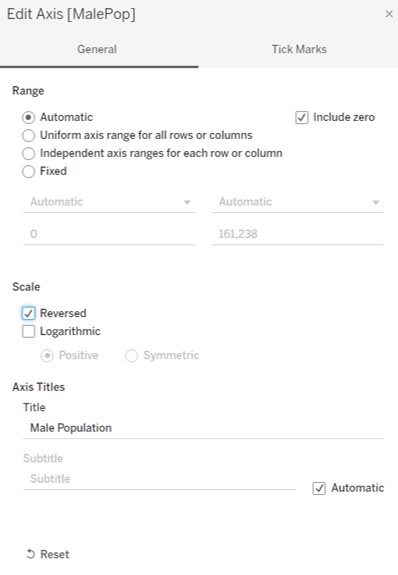 Edit Axis [MalePop]
General Tick Marks
Range
Automatic Include zero
Uniform axis range for all rows or columns
Independent axis ranges for each row or column
Fixed
Automatic Automatic
0 161,238
Scale
Reversed
Logarithmic
Positive Symmetric
Axis Titles
Title
Male Population
Subtitle
Subtitle Automatic
Reset